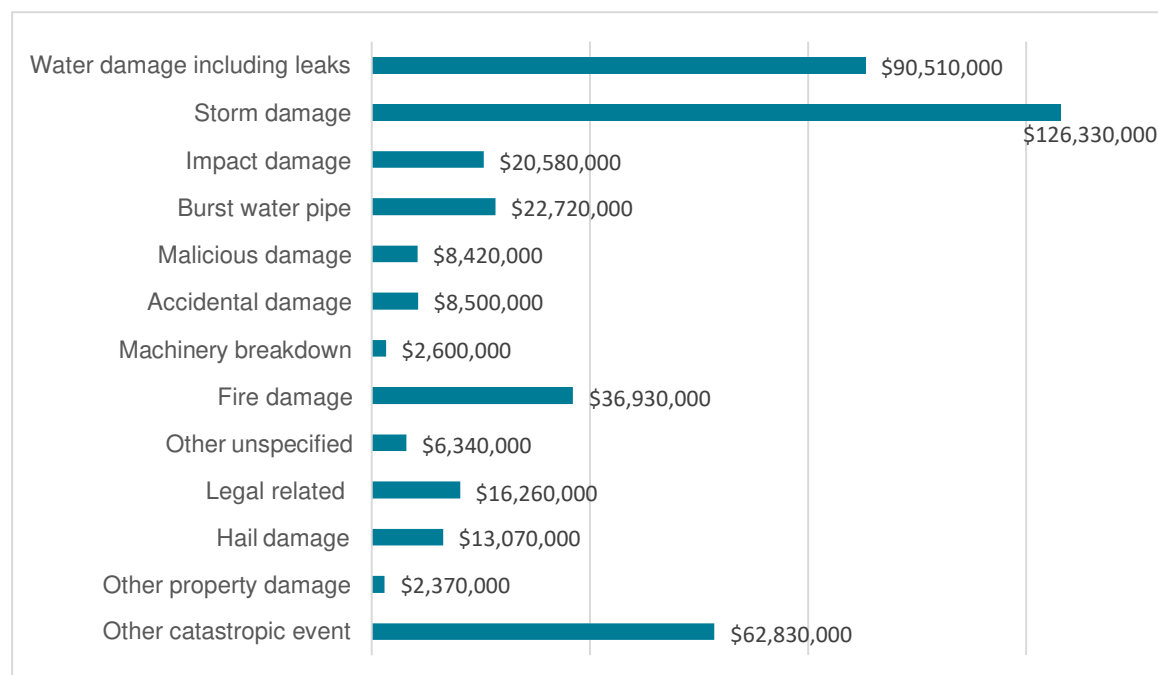 Water damage including leaks $90,510,000
Storm damage $126,330,000
Impact damage $20,580,000
Burst water pipe $22,720,000
Malicious damage $8,420,000
Accidental damage $8,500,000
Machinery breakdown $2,600,000
Fire damage $36,930,000
Other unspecified $6,340,000
Legal related $16,260,000
Hail damage $13,070,000
Other property damage $2,370,000
Other catastropic event $62,830,000